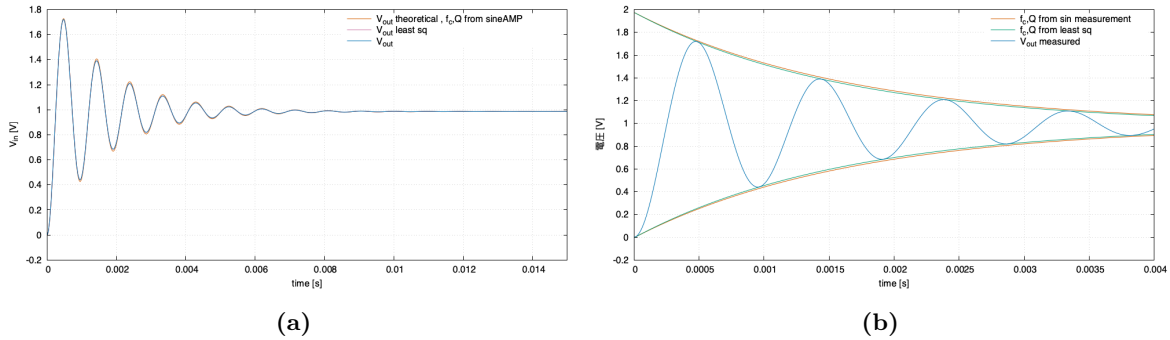 V_out theoretical , f_c,Q from sineAMP
V_out least sq
V_out
1.8
1.6
1.4
1.2
1
0.8
0.6
0.4
0.2
0
-0.2
V_in [V]
0 0.002 0.004 0.006 0.008 0.01 0.012 0.014
time [s]
(a)
f_c,Q from sin measurement
f_c,Q from least sq
V_out measured
2
1.8
1.6
1.4
1.2
1
0.8
0.6
0.4
0.2
0
-0.2
電圧 [V]
0 0.0005 0.001 0.0015 0.002 0.0025 0.003 0.0035 0.004
time [s]
(b)